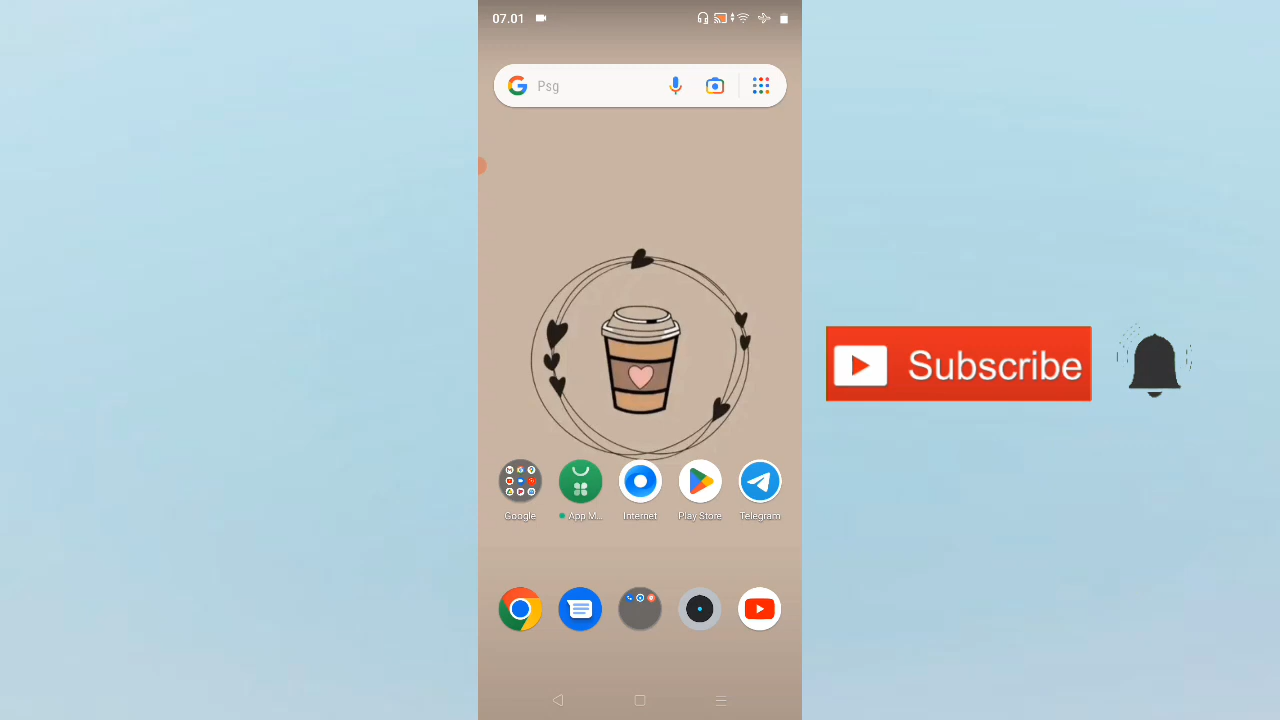 07.01
Psg
Subscribe
Google
App M...
Internet
Play Store
Telegram